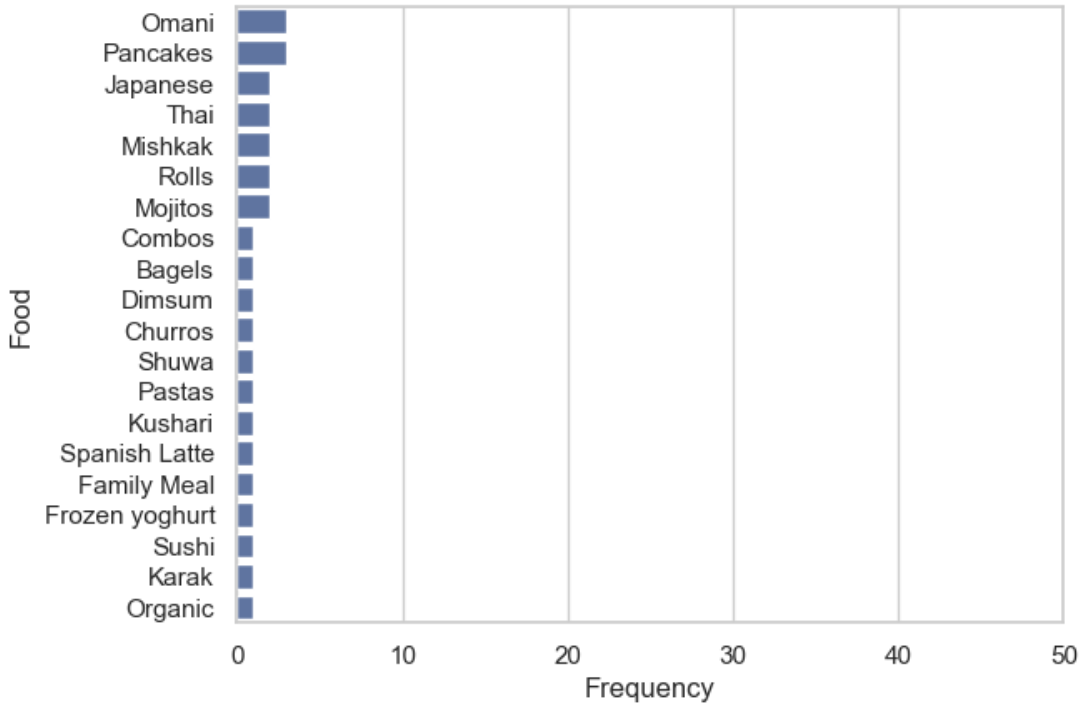 Omani
Pancakes
Japanese
Thai
Mishkak
Rolls
Mojitos
Combos
Bagels
Dimsum
Churros
Shuwa
Pastas
Kushari
Spanish Latte
Family Meal
Frozen yoghurt
Sushi
Karak
Organic
Food
0 10 20 30 40 50
Frequency